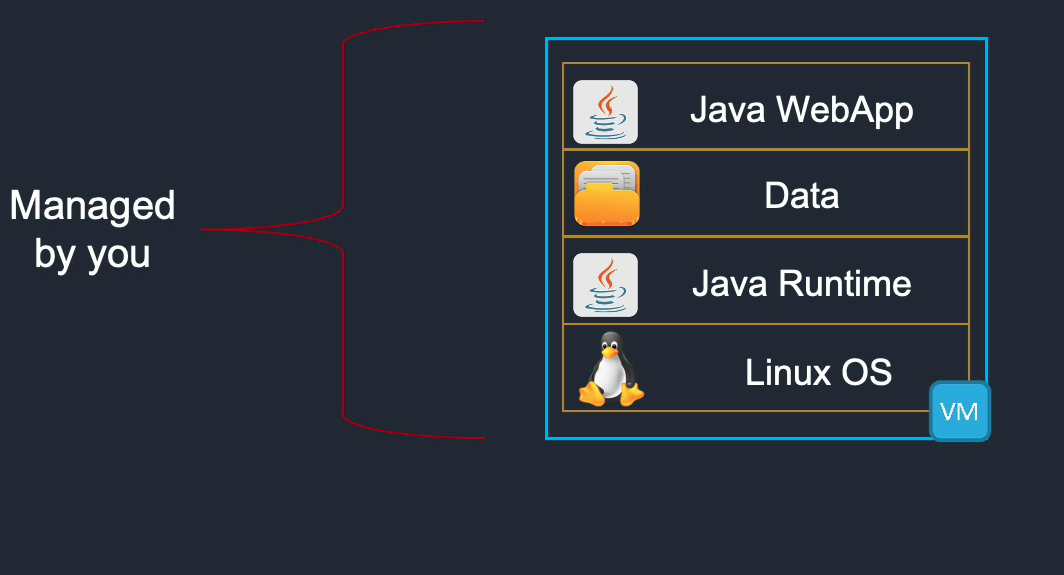 Managed
by you
Java WebApp
Data
Java Runtime
Linux OS
VM